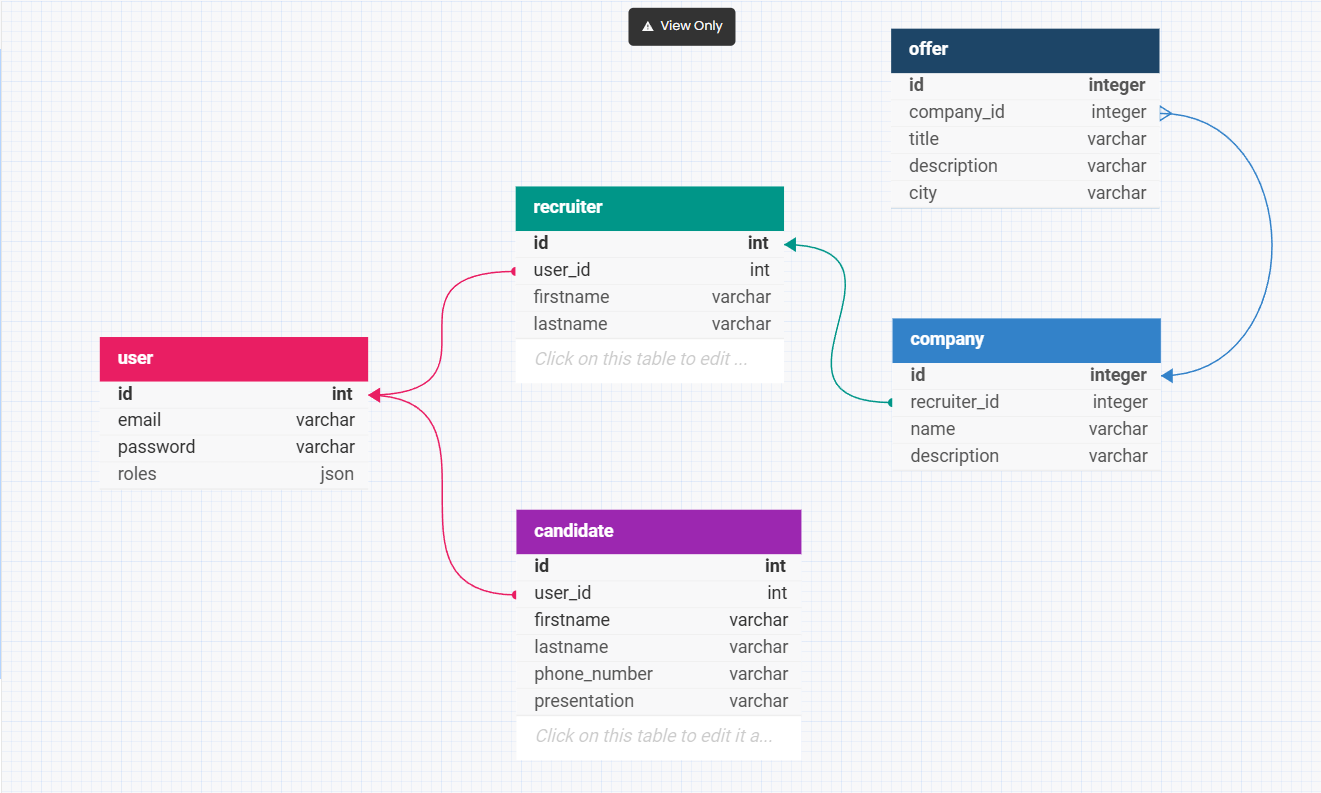 View Only
offer
id integer
company_id integer
title varchar
description varchar
city varchar
recruiter
id int
user_id int
firstname varchar
lastname varchar
Click on this table to edit ...
user
id int
email varchar
password varchar
roles json
company
id integer
recruiter_id integer
name varchar
description varchar
candidate
id int
user_id int
firstname varchar
lastname varchar
phone_number varchar
presentation varchar
Click on this table to edit it a...